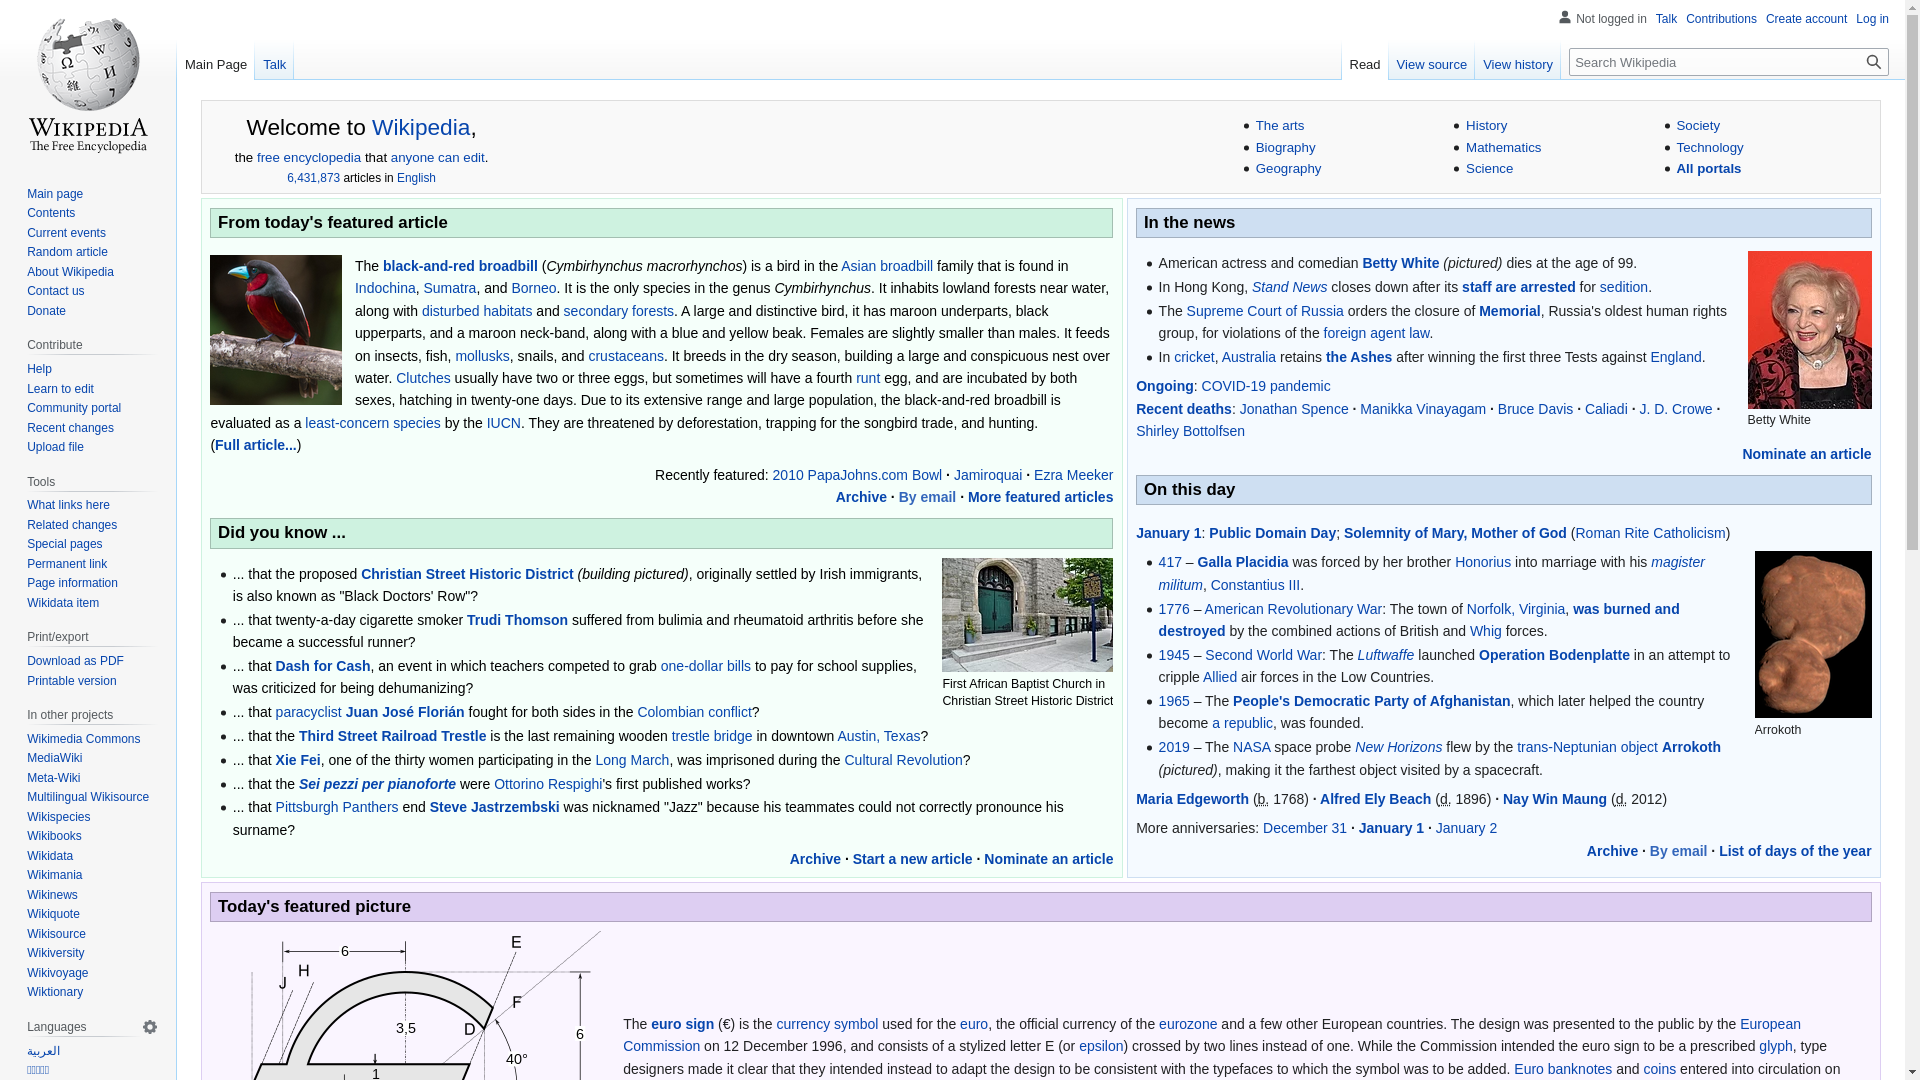 Not logged in Talk Contributions Create account Log in
Main Page Talk Read View source View history Search Wikipedia
WIKIPEDIA
The Free Encyclopedia
Main page
Contents
Current events
Random article
About Wikipedia
Contact us
Donate
Contribute
Help
Learn to edit
Community portal
Recent changes
Upload file
Tools
What links here
Related changes
Special pages
Permanent link
Page information
Wikidata item
Print/export
Download as PDF
Printable version
In other projects
Wikimedia Commons
MediaWiki
Meta-Wiki
Multilingual Wikisource
Wikispecies
Wikibooks
Wikidata
Wikimania
Wikinews
Wikiquote
Wikisource
Wikiversity
Wikivoyage
Wiktionary
Languages
العربية
Welcome to Wikipedia,
the free encyclopedia that anyone can edit.
6,431,873 articles in English
The arts
Biography
Geography
History
Mathematics
Science
Society
Technology
All portals
From today's featured article
The black-and-red broadbill (Cymbirhynchus macrorhynchos) is a bird in the Asian broadbill family that is found in
Indochina, Sumatra, and Borneo. It is the only species in the genus Cymbirhynchus. It inhabits lowland forests near water,
along with disturbed habitats and secondary forests. A large and distinctive bird, it has maroon underparts, black
upperparts, and a maroon neck-band, along with a blue and yellow beak. Females are slightly smaller than males. It feeds
on insects, fish, mollusks, snails, and crustaceans. It breeds in the dry season, building a large and conspicuous nest over
water. Clutches usually have two or three eggs, but sometimes will have a fourth runt egg, and are incubated by both
sexes, hatching in twenty-one days. Due to its extensive range and large population, the black-and-red broadbill is
evaluated as a least-concern species by the IUCN. They are threatened by deforestation, trapping for the songbird trade, and hunting.
(Full article...)
Recently featured: 2010 PapaJohns.com Bowl · Jamiroquai · Ezra Meeker
Archive · By email · More featured articles
Did you know ...
... that the proposed Christian Street Historic District (building pictured), originally settled by Irish immigrants,
is also known as "Black Doctors' Row"?
... that twenty-a-day cigarette smoker Trudi Thomson suffered from bulimia and rheumatoid arthritis before she
became a successful runner?
... that Dash for Cash, an event in which teachers competed to grab one-dollar bills to pay for school supplies,
was criticized for being dehumanizing?
... that paracyclist Juan José Florián fought for both sides in the Colombian conflict?
... that the Third Street Railroad Trestle is the last remaining wooden trestle bridge in downtown Austin, Texas?
... that Xie Fei, one of the thirty women participating in the Long March, was imprisoned during the Cultural Revolution?
... that the Sei pezzi per pianoforte were Ottorino Respighi's first published works?
... that Pittsburgh Panthers end Steve Jastrzembski was nicknamed "Jazz" because his teammates could not correctly pronounce his
surname?
First African Baptist Church in
Christian Street Historic District
Archive · Start a new article · Nominate an article
In the news
American actress and comedian Betty White (pictured) dies at the age of 99.
In Hong Kong, Stand News closes down after its staff are arrested for sedition.
The Supreme Court of Russia orders the closure of Memorial, Russia's oldest human rights
group, for violations of the foreign agent law.
In cricket, Australia retains the Ashes after winning the first three Tests against England.
Betty White
Ongoing: COVID-19 pandemic
Recent deaths: Jonathan Spence · Manikka Vinayagam · Bruce Davis · Caliadi · J. D. Crowe ·
Shirley Bottolfsen
Nominate an article
On this day
January 1: Public Domain Day; Solemnity of Mary, Mother of God (Roman Rite Catholicism)
417 – Galla Placidia was forced by her brother Honorius into marriage with his magister
militum, Constantius III.
1776 – American Revolutionary War: The town of Norfolk, Virginia, was burned and
destroyed by the combined actions of British and Whig forces.
1945 – Second World War: The Luftwaffe launched Operation Bodenplatte in an attempt to
cripple Allied air forces in the Low Countries.
1965 – The People's Democratic Party of Afghanistan, which later helped the country
become a republic, was founded.
2019 – The NASA space probe New Horizons flew by the trans-Neptunian object Arrokoth
(pictured), making it the farthest object visited by a spacecraft.
Arrokoth
Maria Edgeworth (b. 1768) · Alfred Ely Beach (d. 1896) · Nay Win Maung (d. 2012)
More anniversaries: December 31 · January 1 · January 2
Archive · By email · List of days of the year
Today's featured picture
6
E
H
J
F
3,5
D
6
40°
1
The euro sign (€) is the currency symbol used for the euro, the official currency of the eurozone and a few other European countries. The design was presented to the public by the European
Commission on 12 December 1996, and consists of a stylized letter E (or epsilon) crossed by two lines instead of one. While the Commission intended the euro sign to be a prescribed glyph, type
designers made it clear that they intended instead to adapt the design to be consistent with the typefaces to which the symbol was to be added. Euro banknotes and coins entered into circulation on